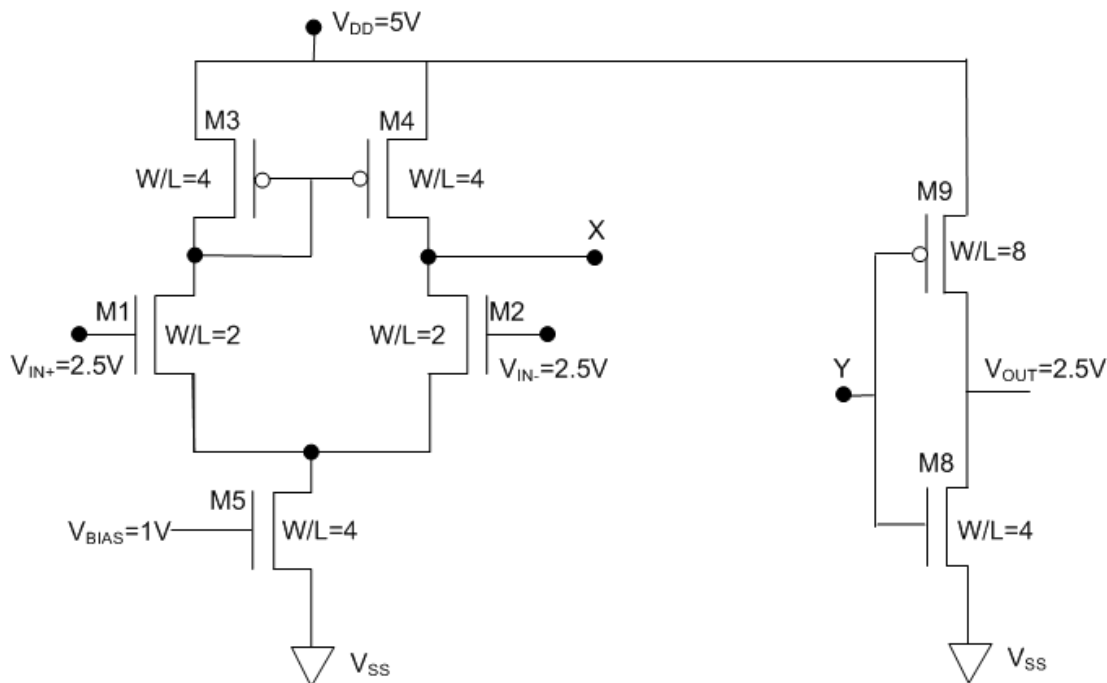 V_DD=5V
M3
M4
W/L=4
W/L=4
M9
X
W/L=8
M1
M2
W/L=2
W/L=2
V_IN+=2.5V
V_IN-=2.5V
Y
V_OUT=2.5V
M8
M5
V_BIAS=1V
W/L=4
W/L=4
V_SS
V_SS